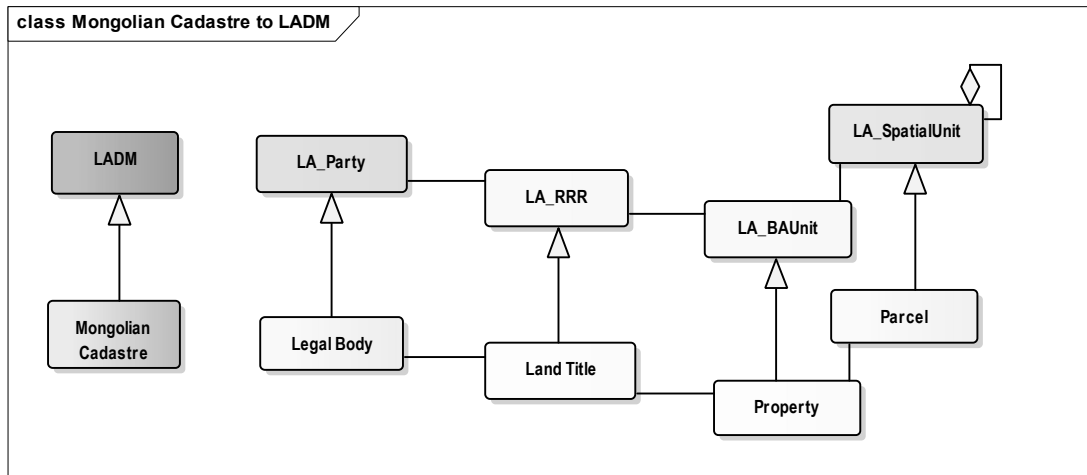 class Mongolian Cadastre to LADM
LADM
LA_Party
LA_RRR
LA_BAUnit
LA_SpatialUnit
Mongolian
Cadastre
Legal Body
Land Title
Property
Parcel